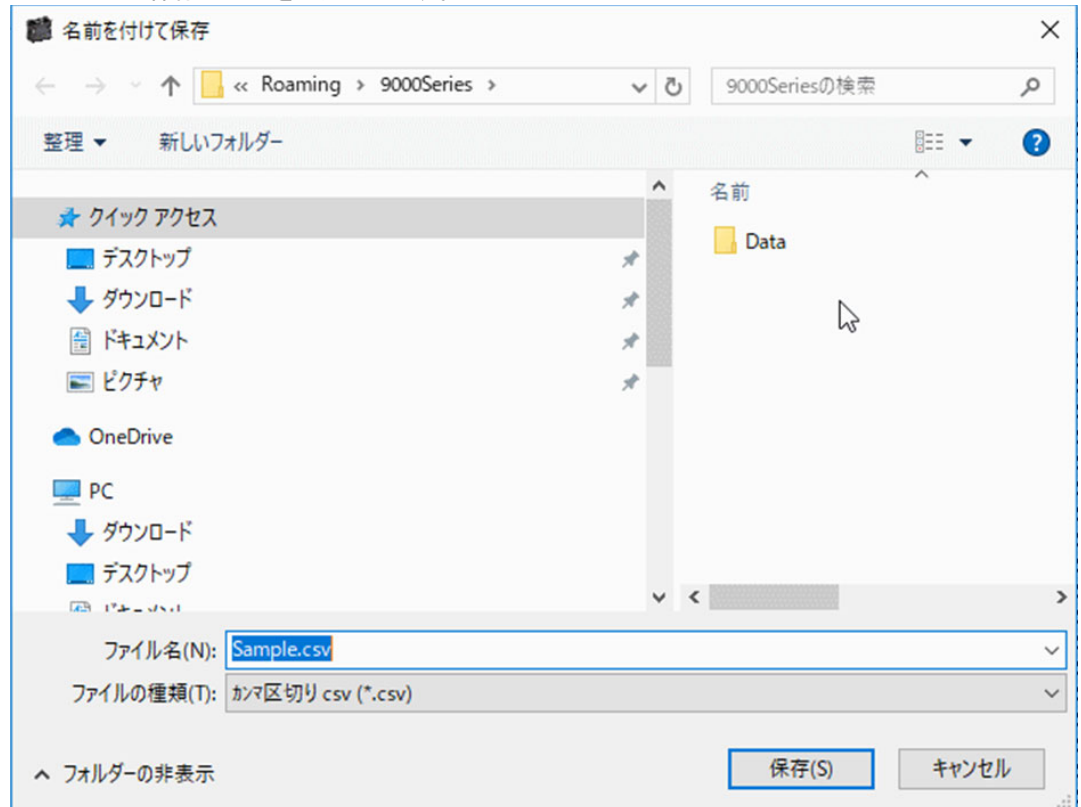 名前を付けて保存
« Roaming › 9000Series ›
9000Seriesの検索
整理
新しいフォルダー
名前
クイック アクセス
Data
デスクトップ
ダウンロード
ドキュメント
ピクチャ
OneDrive
PC
ダウンロード
デスクトップ
ファイル名(N): Sample.csv
ファイルの種類(T): カンマ区切り csv (*.csv)
フォルダーの非表示
保存(S)
キャンセル